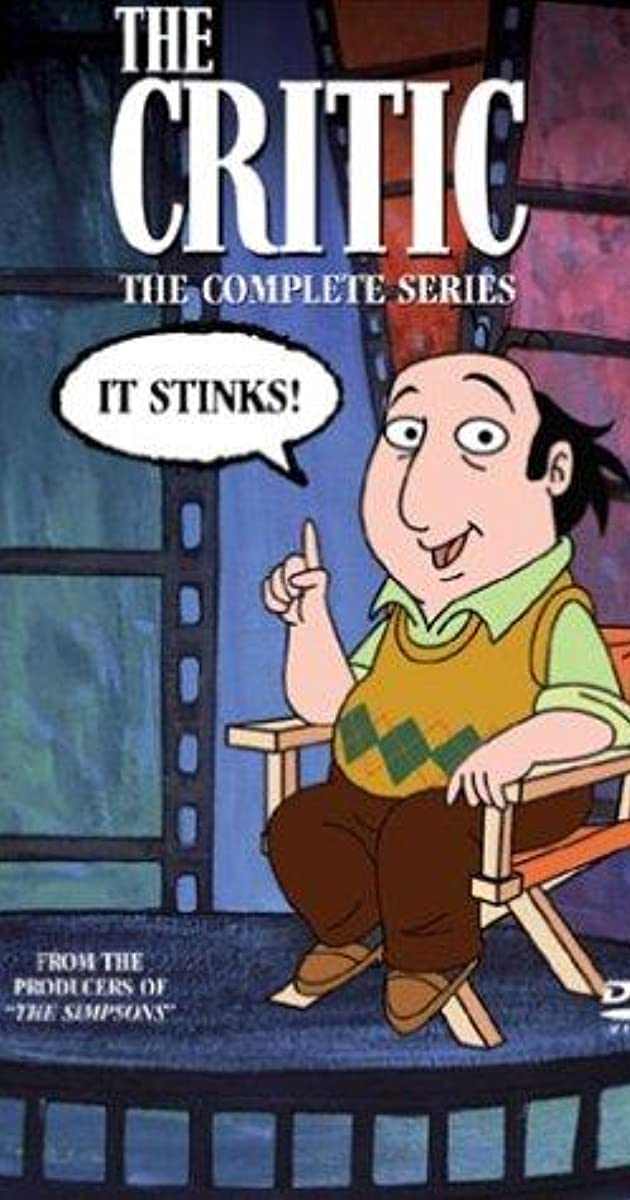 THE
CRITIC
THE COMPLETE SERIES
IT STINKS!
FROM THE
PRODUCERS OF
"THE SIMPSONS"